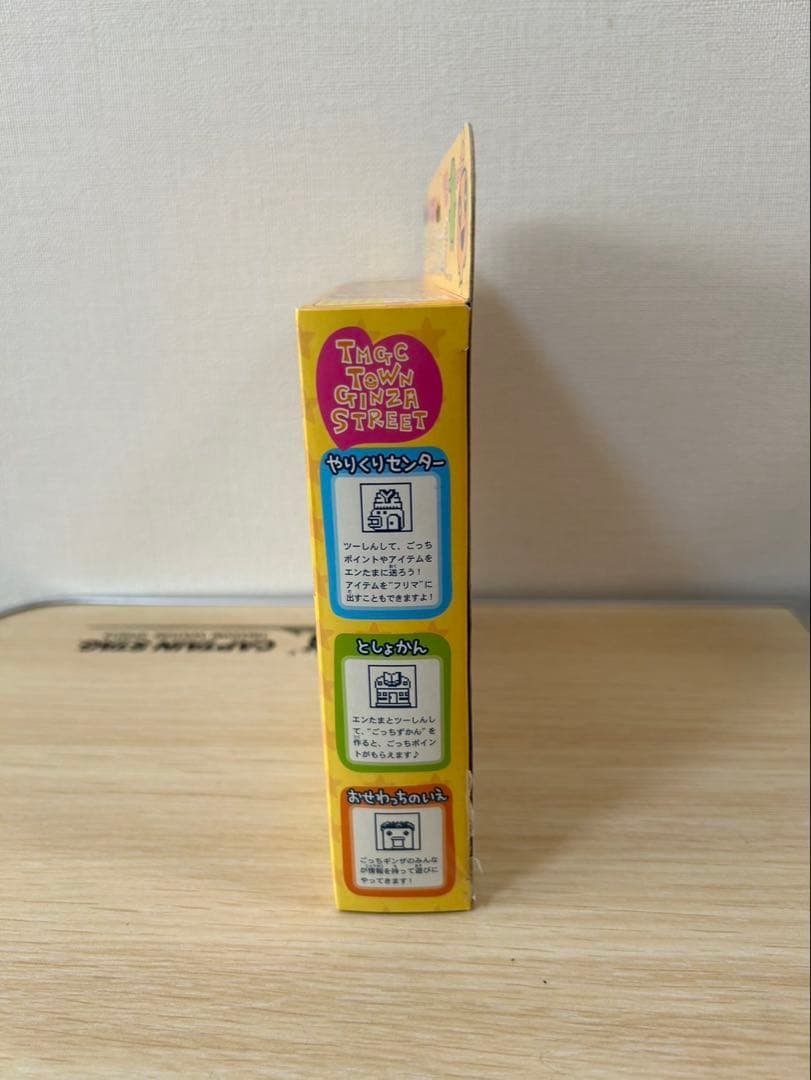 TMGC
TOWN
GINZA
STREET
やりくりセンター
ツーしんして、ごっち
ポイントやアイテムを
エンたまに送ろう!
アイテムを"フリマ"に
出すこともできますよ!
としょかん
エンたまとツーしんし
て、"ごっちずかん"を
作ると、ごっちポイン
トがもらえます♪
おせわっちのいえ
ごっちギンザのみんな
が情報を持って遊びに
やってきます!
CAPTAIN STAG